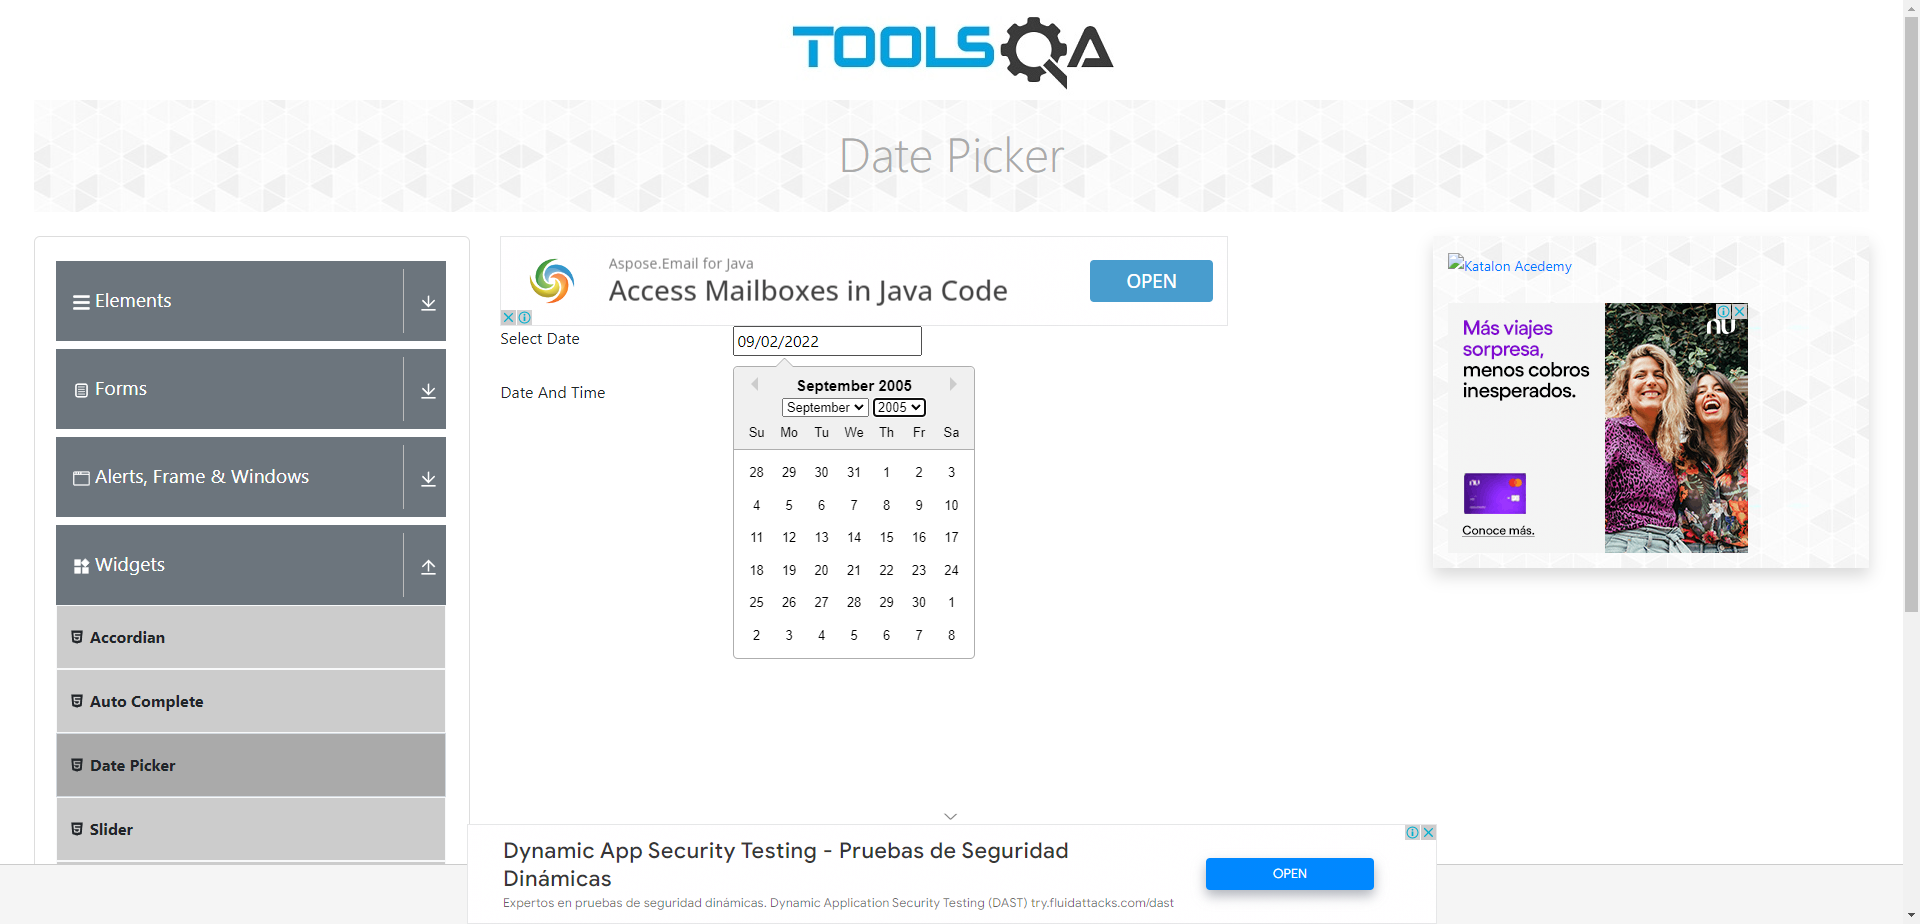 TOOLSQA
Date Picker
Elements
Forms
Alerts, Frame & Windows
Widgets
Accordian
Auto Complete
Date Picker
Slider
Aspose.Email for Java
Access Mailboxes in Java Code
OPEN
Select Date
09/02/2022
Date And Time
September 2005
September 2005
Su Mo Tu We Th Fr Sa
28 29 30 31 1 2 3
4 5 6 7 8 9 10
11 12 13 14 15 16 17
18 19 20 21 22 23 24
25 26 27 28 29 30 1
2 3 4 5 6 7 8
Katalon Acedemy
Más viajes
sorpresa,
menos cobros
inesperados.
nu
nu
Conoce más.
Dynamic App Security Testing - Pruebas de Seguridad
Dinámicas
Expertos en pruebas de seguridad dinámicas. Dynamic Application Security Testing (DAST) try.fluidattacks.com/dast
OPEN